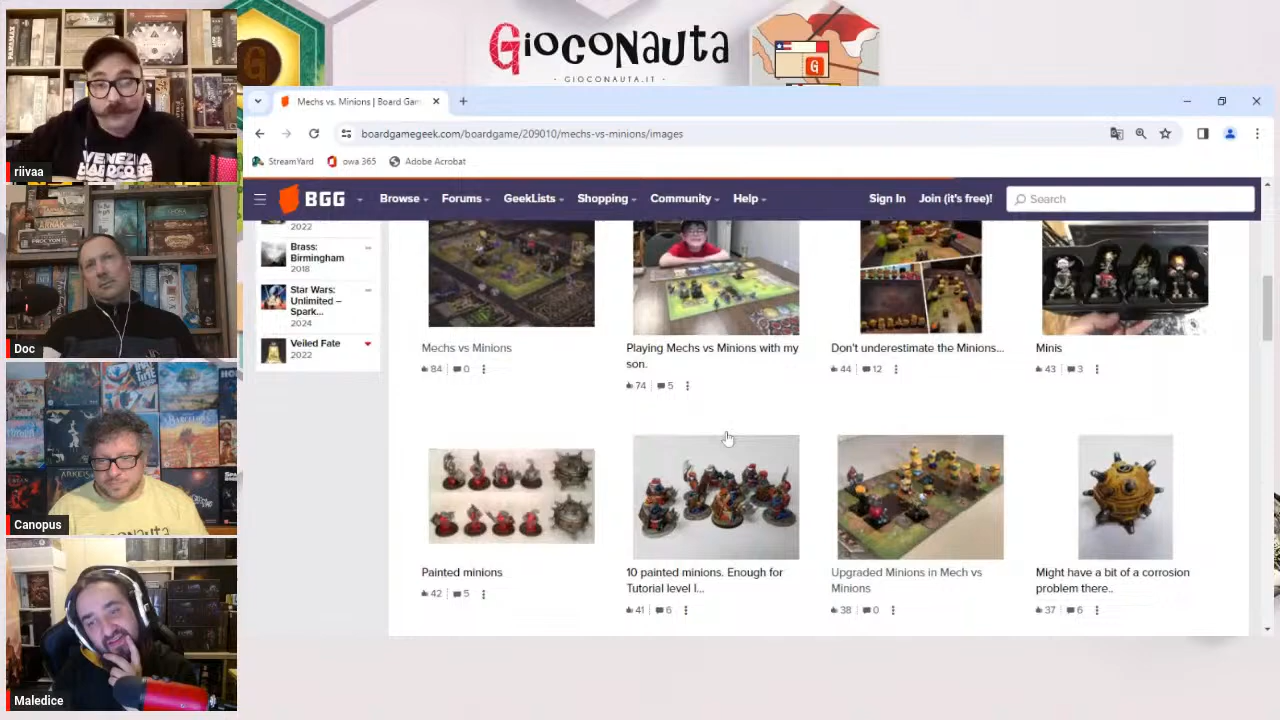 GIOCONAUTA
· GIOCONAUTA.IT ·
Mechs vs. Minions | Board Gam
boardgamegeek.com/boardgame/209010/mechs-vs-minions/images
StreamYard
owa 365
Adobe Acrobat
BGG
Browse
Forums
GeekLists
Shopping
Community
Help
Sign In
Join (it's free!)
Search
2022
Brass:
Birmingham
2018
Star Wars:
Unlimited –
Spark...
2024
Veiled Fate
2022
Mechs vs Minions
84
0
Playing Mechs vs Minions with my
son.
74
5
Don't underestimate the Minions...
44
12
Minis
43
3
Painted minions
42
5
10 painted minions. Enough for
Tutorial level I...
41
6
Upgraded Minions in Mech vs
Minions
38
0
Might have a bit of a corrosion
problem there..
37
6
VENEZIA
HARDCORE
riivaa
Doc
BARCELONA
Canopus
Maledice